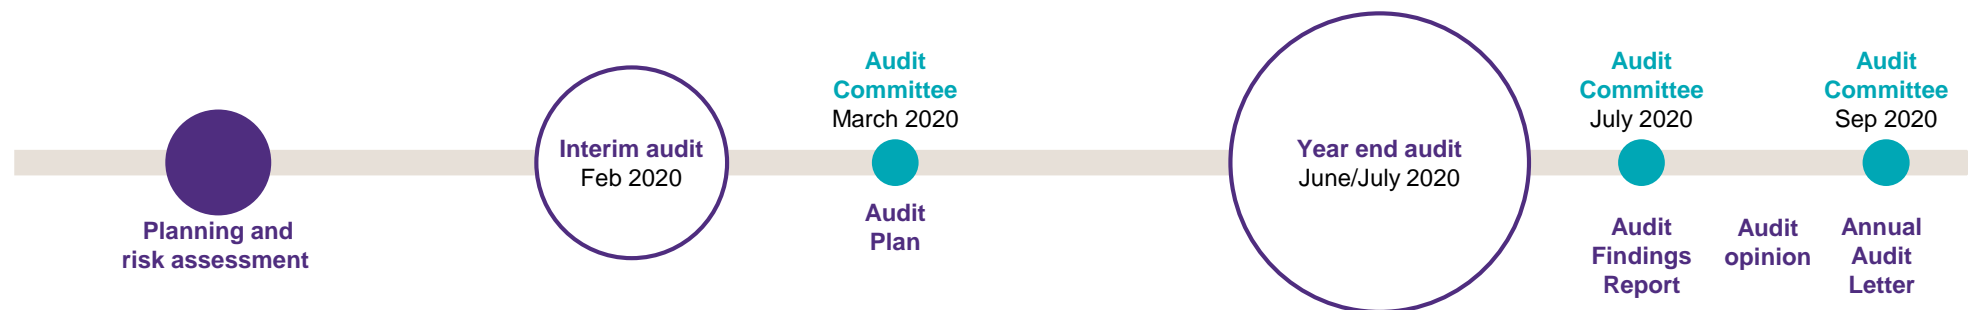 Planning and
risk assessment
Interim audit
Feb 2020
Audit
Committee
March 2020
Audit
Plan
Year end audit
June/July 2020
Audit
Committee
July 2020
Audit
Findings
Report
Audit
opinion
Audit
Committee
Sep 2020
Annual
Audit
Letter